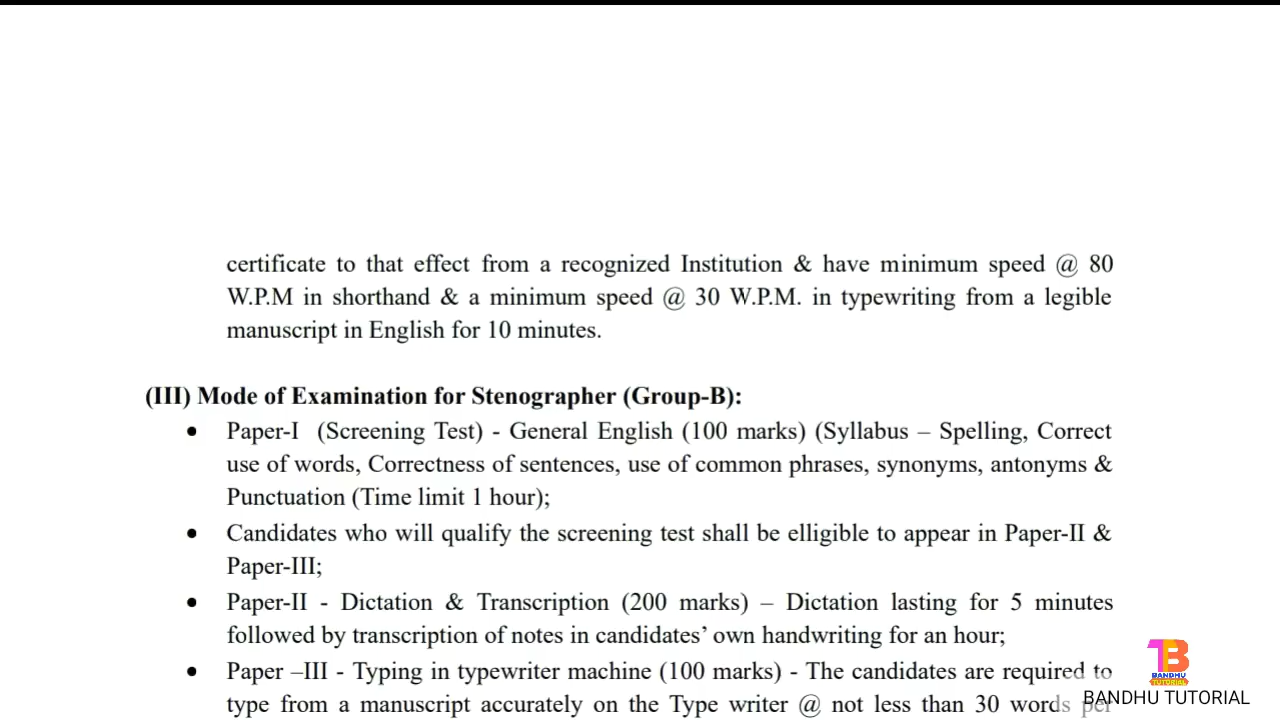 certificate to that effect from a recognized Institution & have minimum speed @ 80
W.P.M in shorthand & a minimum speed @ 30 W.P.M. in typewriting from a legible
manuscript in English for 10 minutes.
(III) Mode of Examination for Stenographer (Group-B):
• Paper-I (Screening Test) - General English (100 marks) (Syllabus – Spelling, Correct
use of words, Correctness of sentences, use of common phrases, synonyms, antonyms &
Punctuation (Time limit 1 hour);
• Candidates who will qualify the screening test shall be elligible to appear in Paper-II &
Paper-III;
• Paper-II - Dictation & Transcription (200 marks) – Dictation lasting for 5 minutes
followed by transcription of notes in candidates’ own handwriting for an hour;
• Paper –III - Typing in typewriter machine (100 marks) - The candidates are required to
type from a manuscript accurately on the Type writer @ not less than 30 words per
TB
BANDHU
TUTORIAL
BANDHU TUTORIAL